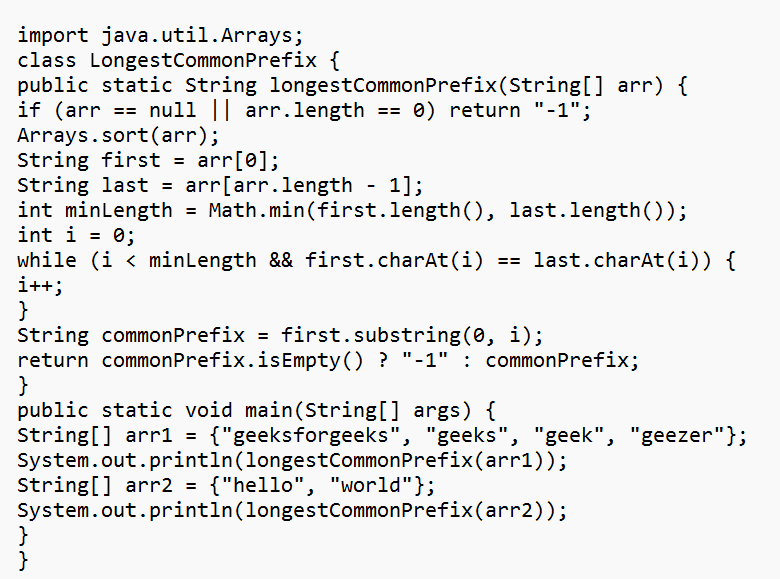 import java.util.Arrays;
class LongestCommonPrefix {
public static String longestCommonPrefix(String[] arr) {
if (arr == null || arr.length == 0) return "-1";
Arrays.sort(arr);
String first = arr[0];
String last = arr[arr.length - 1];
int minLength = Math.min(first.length(), last.length());
int i = 0;
while (i < minLength && first.charAt(i) == last.charAt(i)) {
i++;
}
String commonPrefix = first.substring(0, i);
return commonPrefix.isEmpty() ? "-1" : commonPrefix;
}
public static void main(String[] args) {
String[] arr1 = {"geeksforgeeks", "geeks", "geek", "geezer"};
System.out.println(longestCommonPrefix(arr1));
String[] arr2 = {"hello", "world"};
System.out.println(longestCommonPrefix(arr2));
}
}